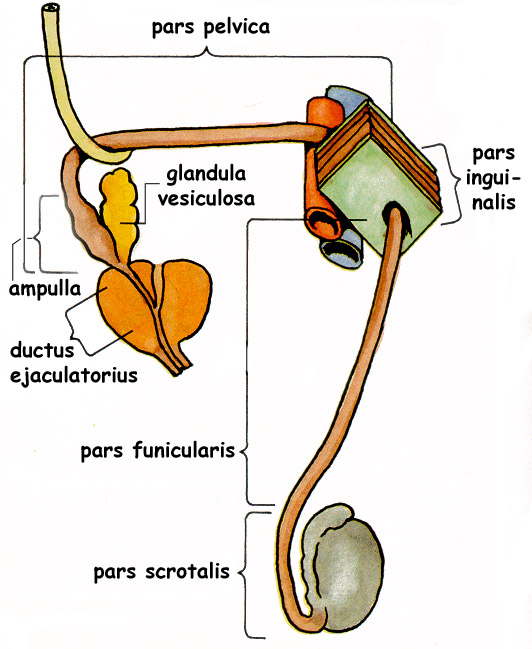 pars pelvica
glandula
vesiculosa
pars
ingui-
nalis
ampulla
ductus
ejaculatorius
pars funicularis
pars scrotalis